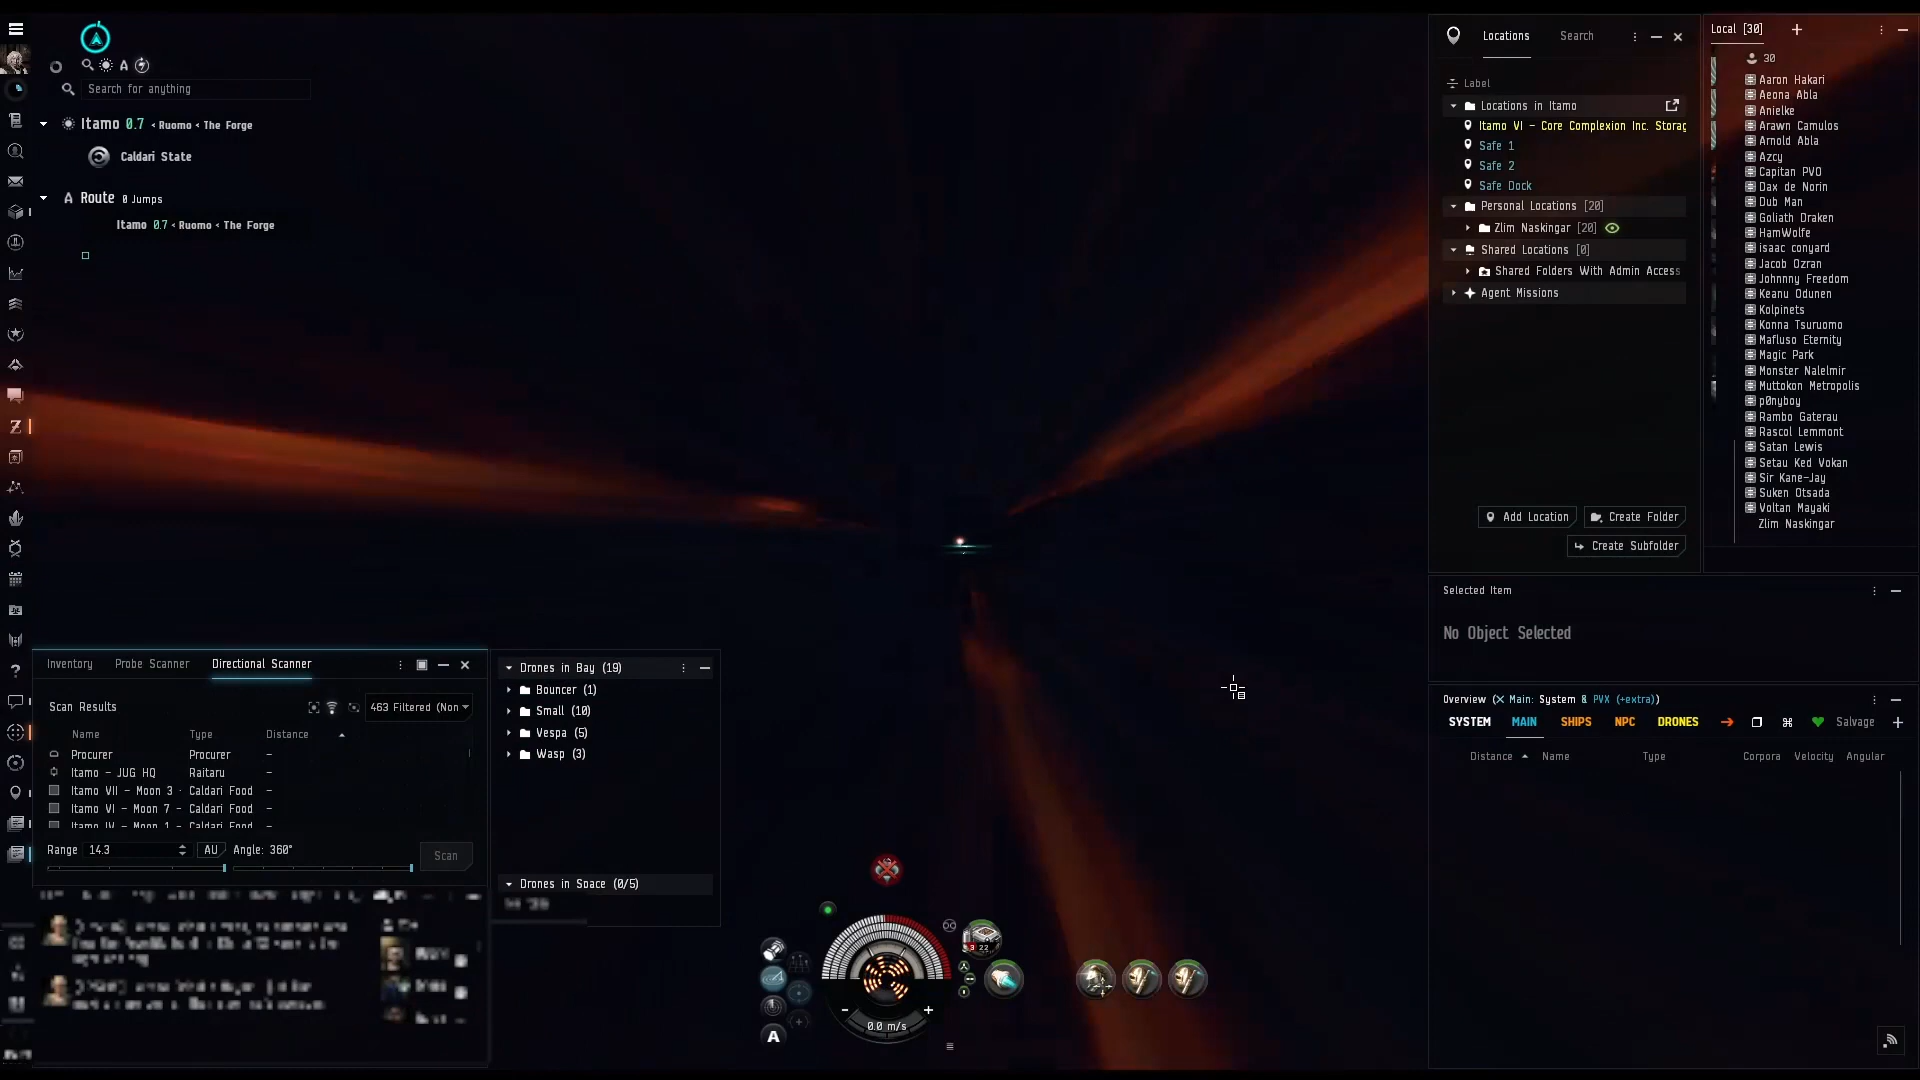 Search for anything
Itamo 0.7 < Ruomo < The Forge
Caldari State
Route 0 Jumps
Itamo 0.7 < Ruomo < The Forge
Locations
Search
Label
Locations in Itamo
Itamo VI - Core Complexion Inc. Storag
Safe 1
Safe 2
Safe Dock
Personal Locations [20]
Zlim Naskingar [20]
Shared Locations [0]
Shared Folders With Admin Access
Agent Missions
Add Location
Create Folder
Create Subfolder
Local [30]
30
Aaron Hakari
Aeona Abla
Anielke
Arawn Camulos
Arnold Abla
Azcy
Capitan PVO
Dax de Norin
Dub Man
Goliath Draken
HamWolfe
isaac conyard
Jacob Ozran
Johnnny Freedom
Keanu Odunen
Kolpinets
Konna Tsuruomo
Mafluso Eternity
Magic Park
Monster Nalelmir
Muttokon Metropolis
p0nyboy
Rambo Gaterau
Rascol Lemmont
Satan Lewis
Setau Ked Vokan
Sir Kane-Jay
Suken Otsada
Voltan Mayaki
Zlim Naskingar
Selected Item
No Object Selected
Overview (X Main: System & PVX (+extra))
SYSTEM MAIN SHIPS NPC DRONES Salvage
Distance Name Type Corpora Velocity Angular
Inventory Probe Scanner Directional Scanner
Scan Results
463 Filtered (Non
Name Type Distance
Procurer Procurer -
Itamo - JUG HQ Raitaru -
Itamo VII - Moon 3 - Caldari Food -
Itamo VI - Moon 7 - Caldari Food -
Itamo IV - Moon 1 - Caldari Food -
Range 14.3 AU Angle: 360°
Scan
Drones in Bay (19)
Bouncer (1)
Small (10)
Vespa (5)
Wasp (3)
Drones in Space (0/5)
0.0 m/s
A